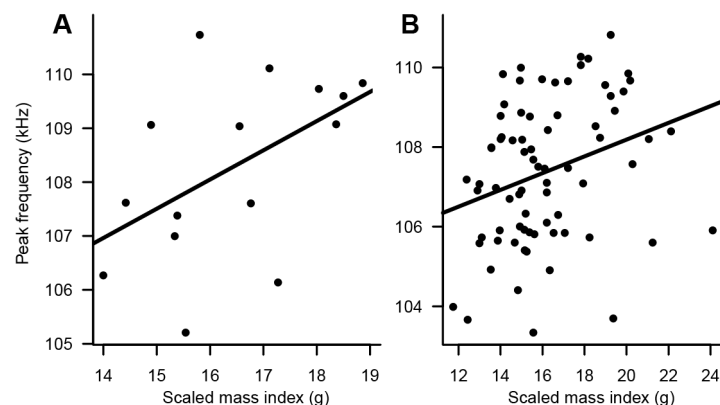 A
B
Peak frequency (kHz)
110
109
108
107
106
105
14 15 16 17 18 19
Scaled mass index (g)
110
108
106
104
12 14 16 18 20 22 24
Scaled mass index (g)